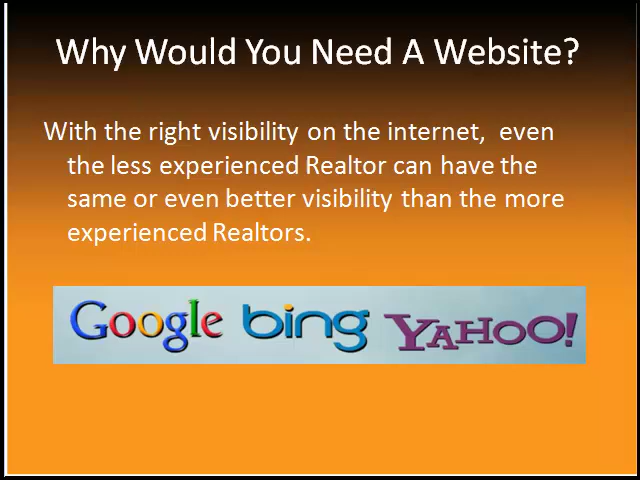 Why Would You Need A Website?
With the right visibility on the internet,  even
the less experienced Realtor can have the
same or even better visibility than the more
experienced Realtors.
Google bing YAHOO!